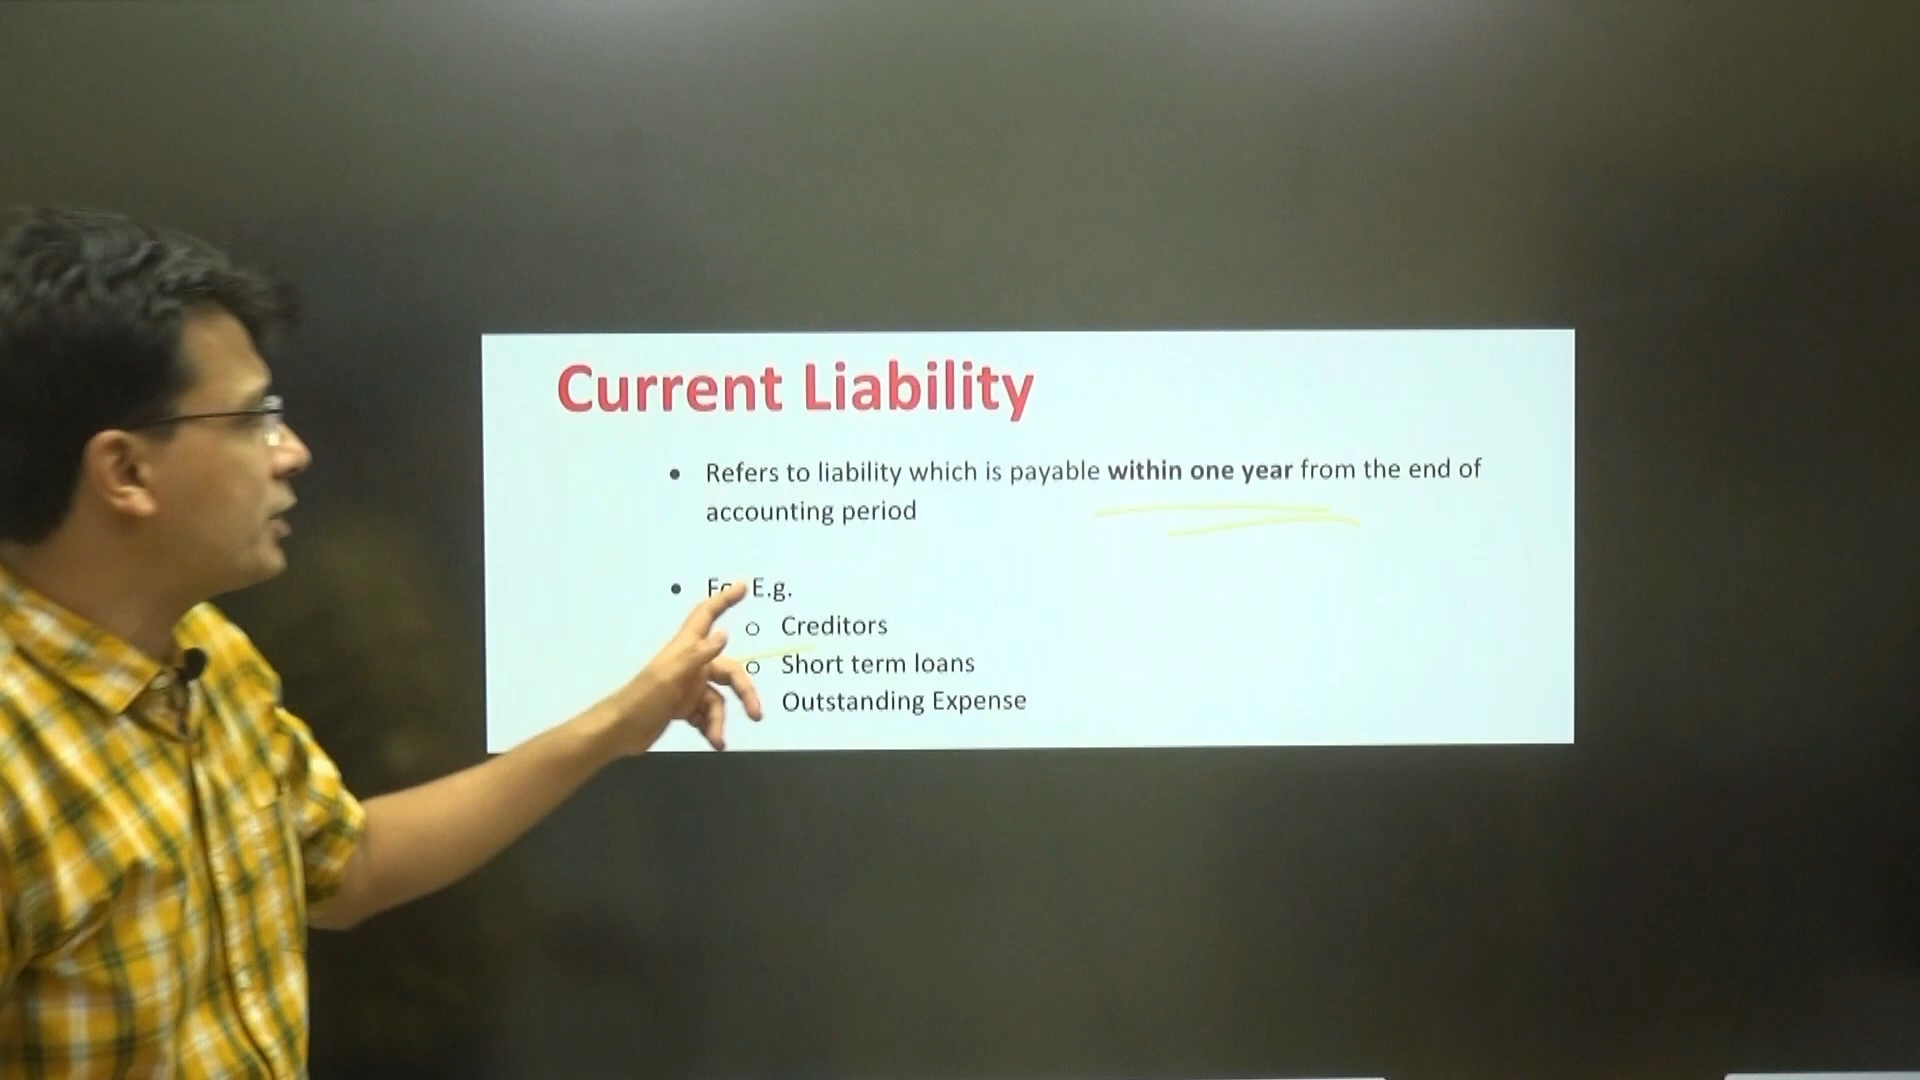 Current Liability
• Refers to liability which is payable within one year from the end of
accounting period
• E.g.
o Creditors
o Short term loans
Outstanding Expense